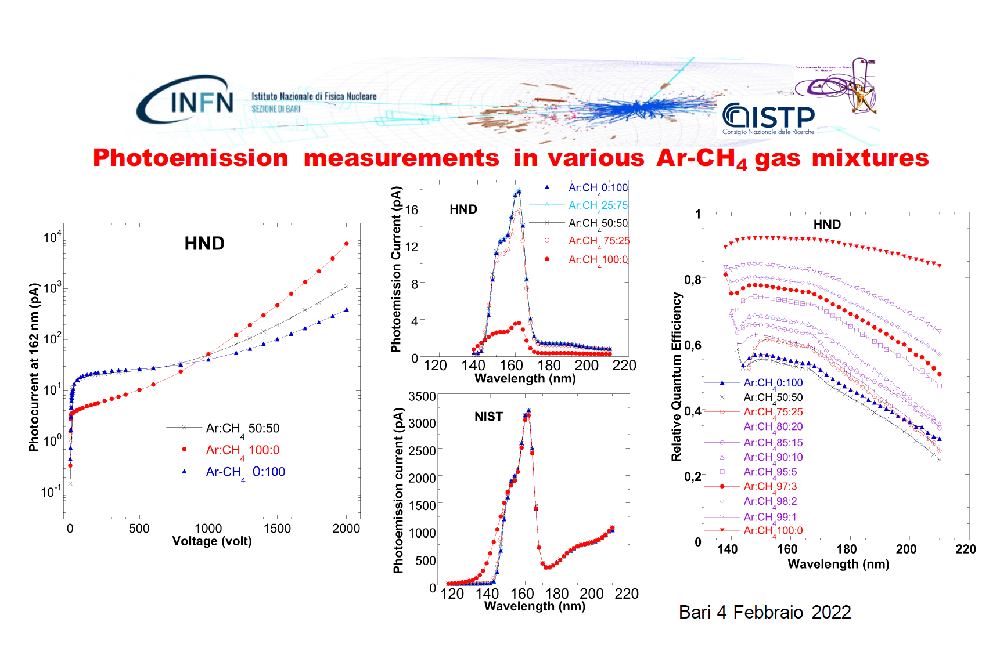 INFN
Istituto Nazionale di Fisica Nucleare
SEZIONE DI BARI
DIPARTIMENTO INTERATENEO DI FISICA
"M. MERLIN"
ISTP
Consiglio Nazionale delle Ricerche
Photoemission measurements in various Ar-CH4 gas mixtures
HND
Photocurrent at 162 nm (pA)
10^4
10^3
10^2
10^1
10^0
10^-1
Ar:CH4 50:50
Ar:CH4 100:0
Ar-CH4 0:100
0 500 1000 1500 2000
Voltage (volt)
HND
Photoemission Current (pA)
16
12
8
4
0
Ar:CH4 0:100
Ar:CH4 25:75
Ar:CH4 50:50
Ar:CH4 75:25
Ar:CH4 100:0
120 140 160 180 200 220
Wavelength (nm)
NIST
Photoemission current (pA)
3500
3000
2500
2000
1500
1000
500
0
120 140 160 180 200 220
Wavelength (nm)
HND
Relative Quantum Efficiency
1
0,8
0,6
0,4
0,2
0
Ar:CH4 0:100
Ar:CH4 50:50
Ar:CH4 75:25
Ar:CH4 80:20
Ar:CH4 85:15
Ar:CH4 90:10
Ar:CH4 95:5
Ar:CH4 97:3
Ar:CH4 98:2
Ar:CH4 99:1
Ar:CH4 100:0
140 160 180 200 220
Wavelength (nm)
Bari 4 Febbraio 2022